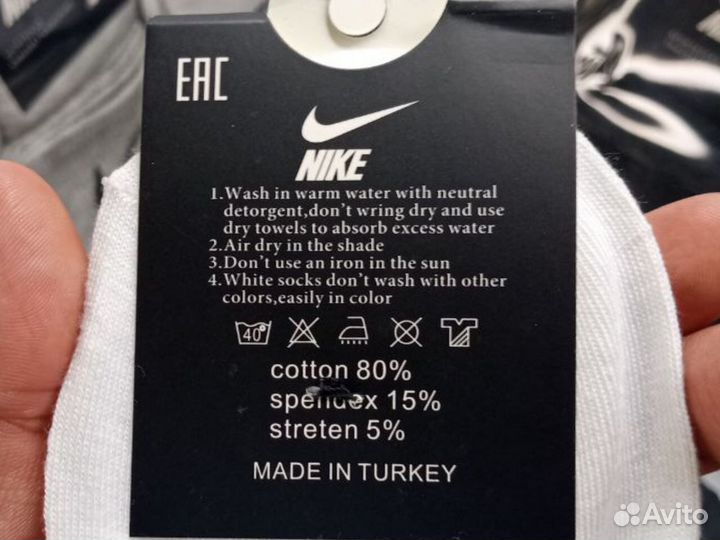 EAC
NIKE
1.Wash in warm water with neutral
detorgent,don't wring dry and use
dry towels to absorb excess water
2.Air dry in the shade
3.Don't use an iron in the sun
4.White socks don't wash with other
colors,easily in color
40°
cotton 80%
spendex 15%
streten 5%
MADE IN TURKEY
Avito